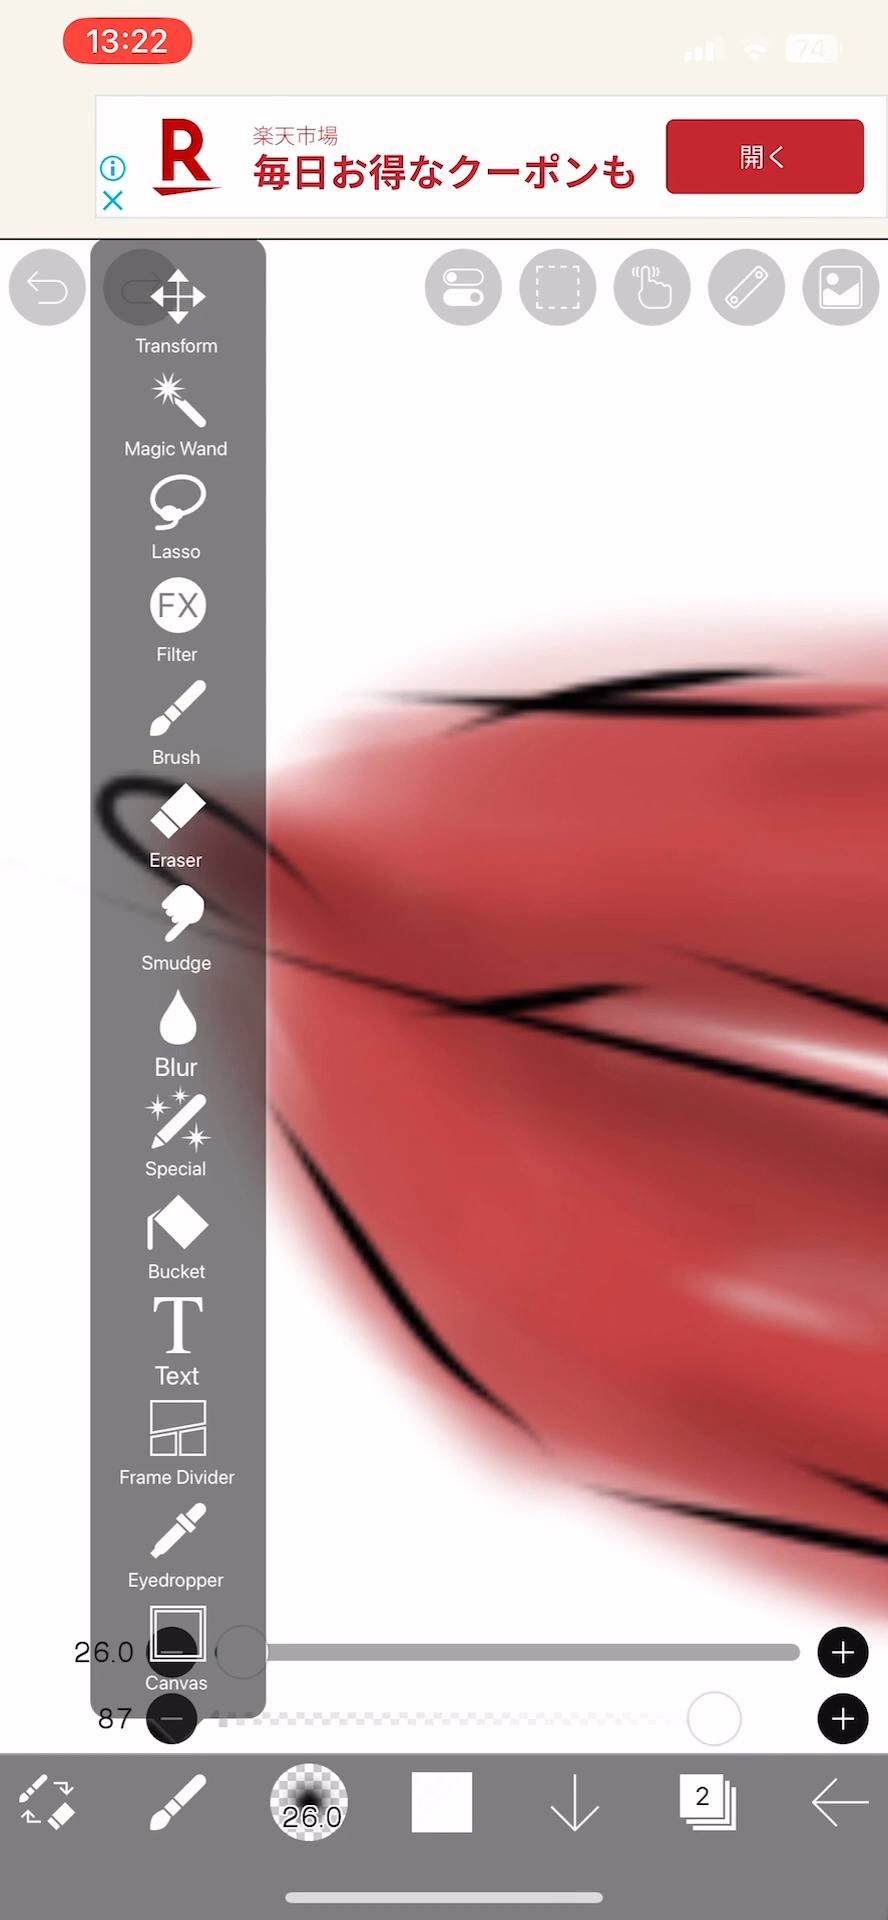 13:22
74
R
楽天市場
毎日お得なクーポンも
開く
Transform
Magic Wand
Lasso
FX
Filter
Brush
Eraser
Smudge
Blur
Special
Bucket
T
Text
Frame Divider
Eyedropper
Canvas
26.0
87
26.0
2